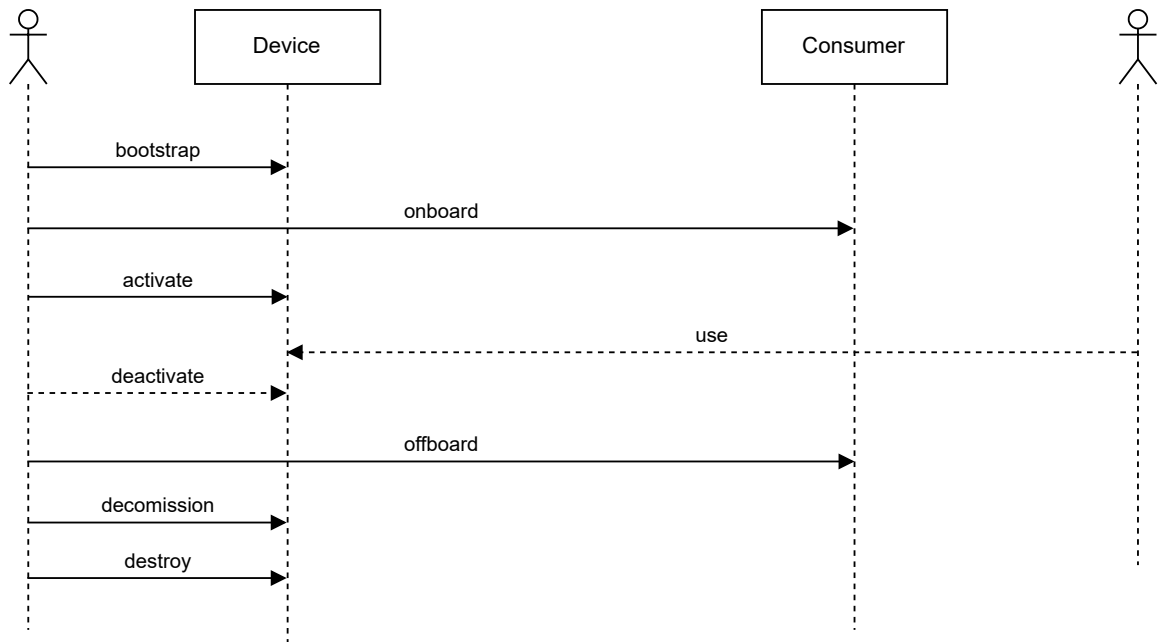 Device
Consumer
bootstrap
onboard
activate
use
deactivate
offboard
decomission
destroy